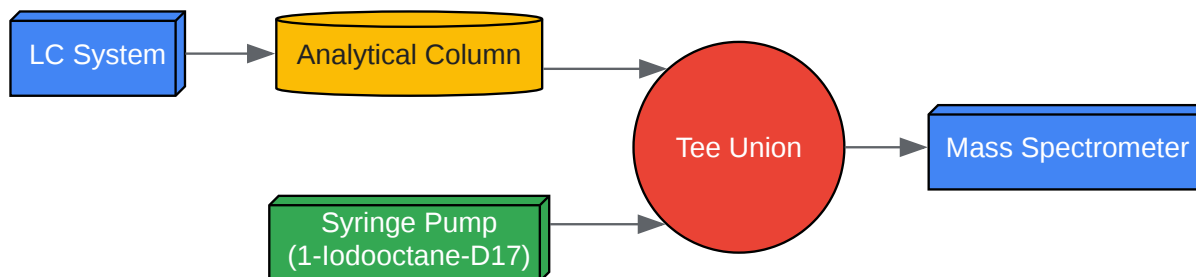 LC System
Analytical Column
Tee Union
Mass Spectrometer
Syringe Pump
(1-Iodooctane-D17)